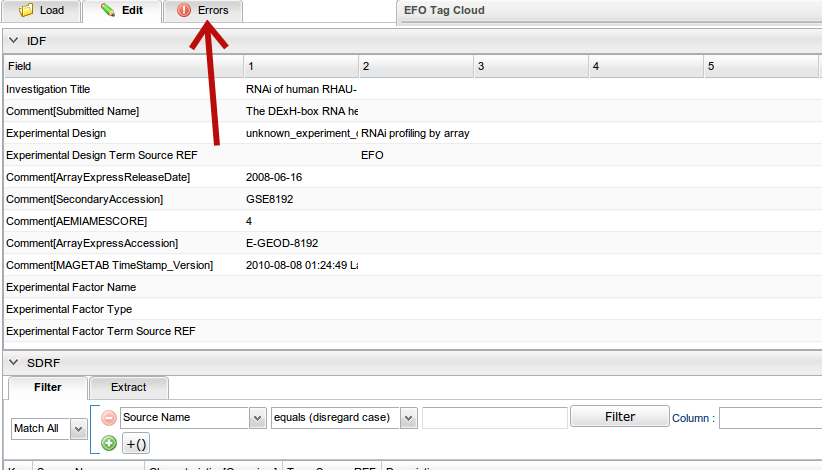 Load Edit Errors EFO Tag Cloud
IDF
Field 1 2 3 4 5
Investigation Title RNAi of human RHAU-
Comment[Submitted Name] The DExH-box RNA he
Experimental Design unknown_experiment_d RNAi profiling by array
Experimental Design Term Source REF EFO
Comment[ArrayExpressReleaseDate] 2008-06-16
Comment[SecondaryAccession] GSE8192
Comment[AEMIAMESCORE] 4
Comment[ArrayExpressAccession] E-GEOD-8192
Comment[MAGETAB TimeStamp_Version] 2010-08-08 01:24:49 La
Experimental Factor Name
Experimental Factor Type
Experimental Factor Term Source REF
SDRF
Filter Extract
Match All Source Name equals (disregard case) Filter Column :
+()